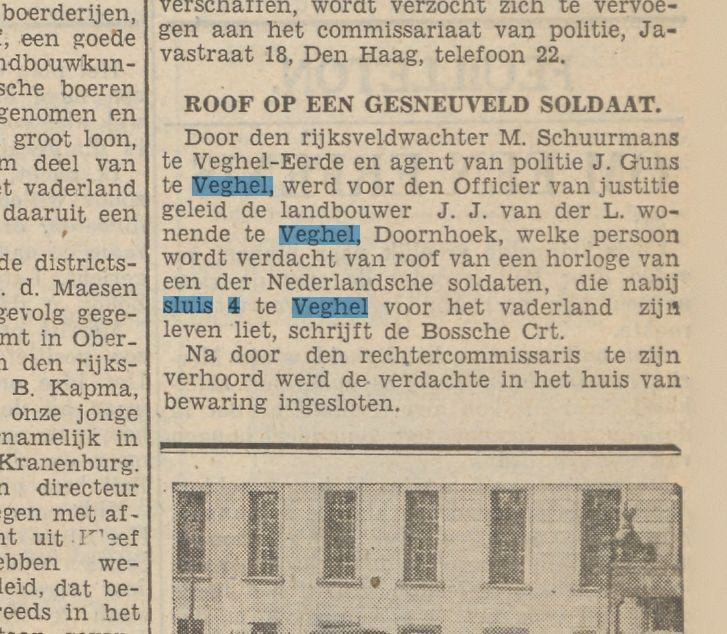 boerderijen,
een goede
ndbouwkun-
sche boeren
genomen en
groot loon,
m deel van
et vaderland
daaruit een
de districts-
. d. Maesen
gevolg gege-
mt in Ober-
n den rijks-
B. Kapma,
onze jonge
namelijk in
Kranenburg.
n directeur
egen met af-
nt uit Kleef
ebben we-
leid, dat be-
reeds in het
verschaffen, wordt verzocht zich te vervoe-
gen aan het commissariaat van politie, Ja-
vastraat 18, Den Haag, telefoon 22.
ROOF OP EEN GESNEUVELD SOLDAAT.
Door den rijksveldwachter M. Schuurmans
te Veghel-Eerde en agent van politie J. Guns
te Veghel, werd voor den Officier van justitie
geleid de landbouwer J. J. van der L. wo-
nende te Veghel, Doornhoek, welke persoon
wordt verdacht van roof van een horloge van
een der Nederlandsche soldaten, die nabij
sluis 4 te Veghel voor het vaderland zijn
leven liet, schrijft de Bossche Crt.
Na door den rechtercommissaris te zijn
verhoord werd de verdachte in het huis van
bewaring ingesloten.